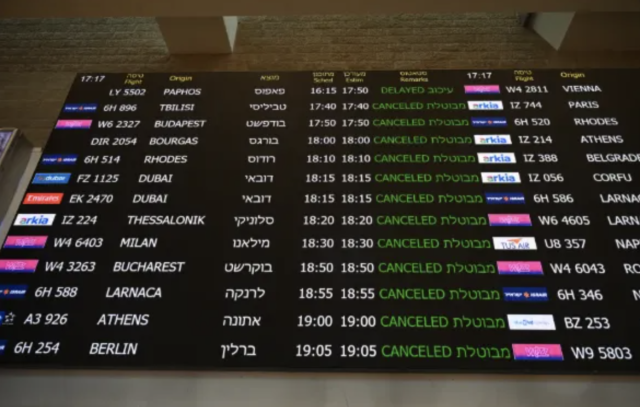 17:17 טיסה Flight Origin מוצא מתוכנן Sched מעודכן Estim סטטוס Remarks 17:17 טיסה Flight Origin
LY 5502 PAPHOS פאפוס 16:15 17:50 DELAYED עיכוב W4 2811 VIENNA
6H 896 TBILISI טביליסי 17:40 17:40 CANCELED מבוטלת arkia IZ 744 PARIS
W6 2327 BUDAPEST בודפשט 17:50 17:50 CANCELED מבוטלת 6H 520 RHODES
DIR 2054 BOURGAS בורגס 18:00 18:00 CANCELED מבוטלת arkia IZ 214 ATHENS
6H 514 RHODES רודוס 18:10 18:10 CANCELED מבוטלת arkia IZ 388 BELGRAD
dubai FZ 1125 DUBAI דובאי 18:15 18:15 CANCELED מבוטלת arkia IZ 056 CORFU
Emirates EK 2470 DUBAI דובאי 18:15 18:15 CANCELED מבוטלת 6H 586 LARNA
arkia IZ 224 THESSALONIK סלוניקי 18:20 18:20 CANCELED מבוטלת W6 4605 LARN
W4 6403 MILAN מילאנו 18:30 18:30 CANCELED מבוטלת TUS AIR U8 357 NAP
W4 3263 BUCHAREST בוקרשט 18:50 18:50 CANCELED מבוטלת W4 6043 RO
6H 588 LARNACA לרנקה 18:55 18:55 CANCELED מבוטלת 6H 346 N
A3 926 ATHENS אתונה 19:00 19:00 CANCELED מבוטלת BZ 253
6H 254 BERLIN ברלין 19:05 19:05 CANCELED מבוטלת W9 5803